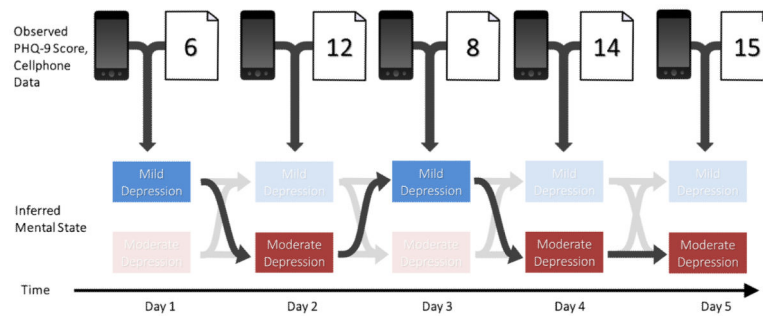 Observed
PHQ-9 Score,
Cellphone
Data
6
12
8
14
15
Inferred
Mental State
Mild
Depression
Mild
Depression
Mild
Depression
Mild
Depression
Mild
Depression
Moderate
Depression
Moderate
Depression
Moderate
Depression
Moderate
Depression
Moderate
Depression
Time
Day 1
Day 2
Day 3
Day 4
Day 5